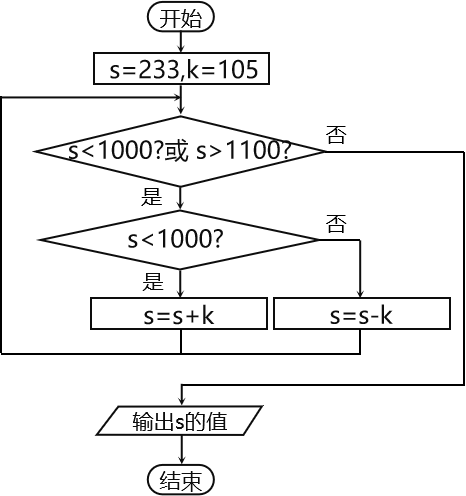 开始
s=233,k=105
s<1000?或 s>1100?
否
是
s<1000?
否
是
s=s+k
s=s-k
输出s的值
结束